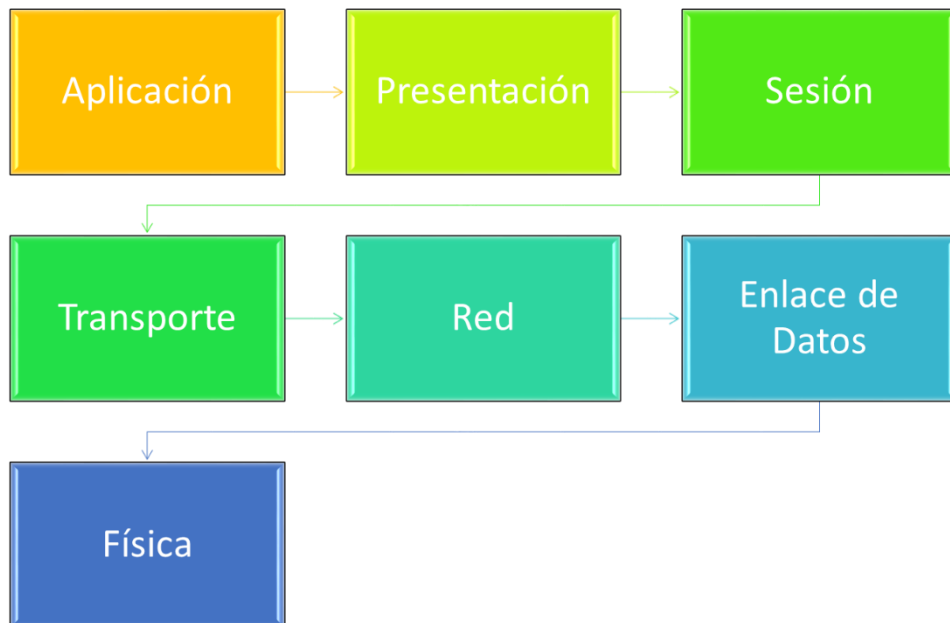 Aplicación
Presentación
Sesión
Transporte
Red
Enlace de
Datos
Física